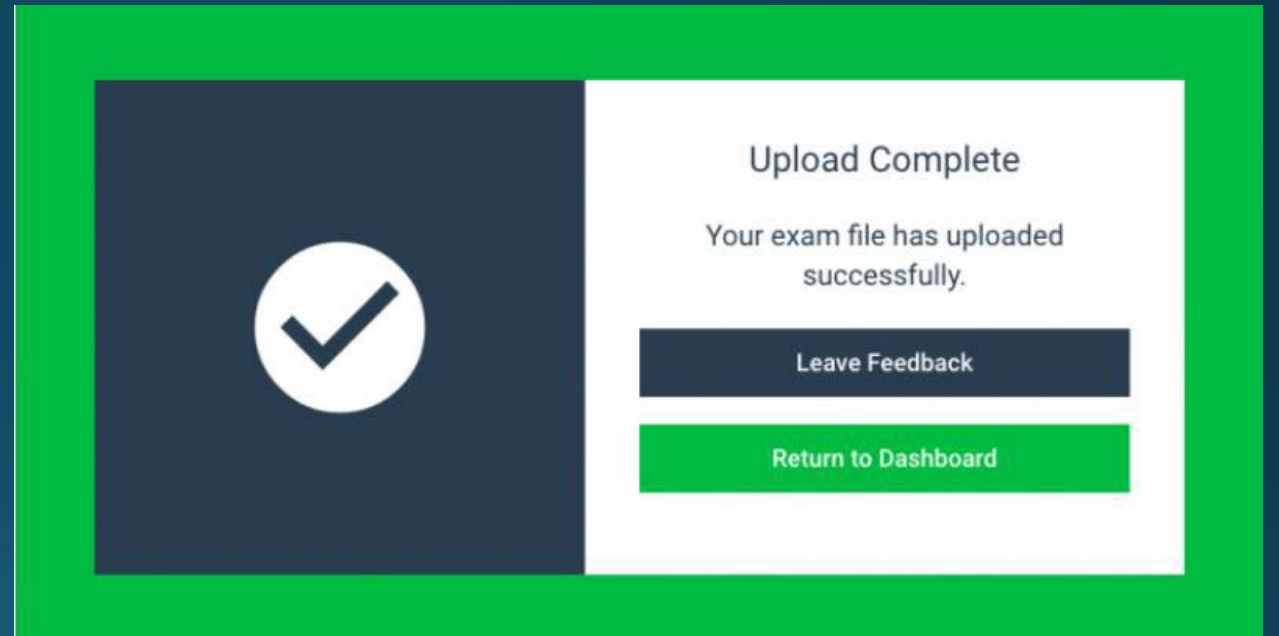 Upload Complete
Your exam file has uploaded
successfully.
Leave Feedback
Return to Dashboard